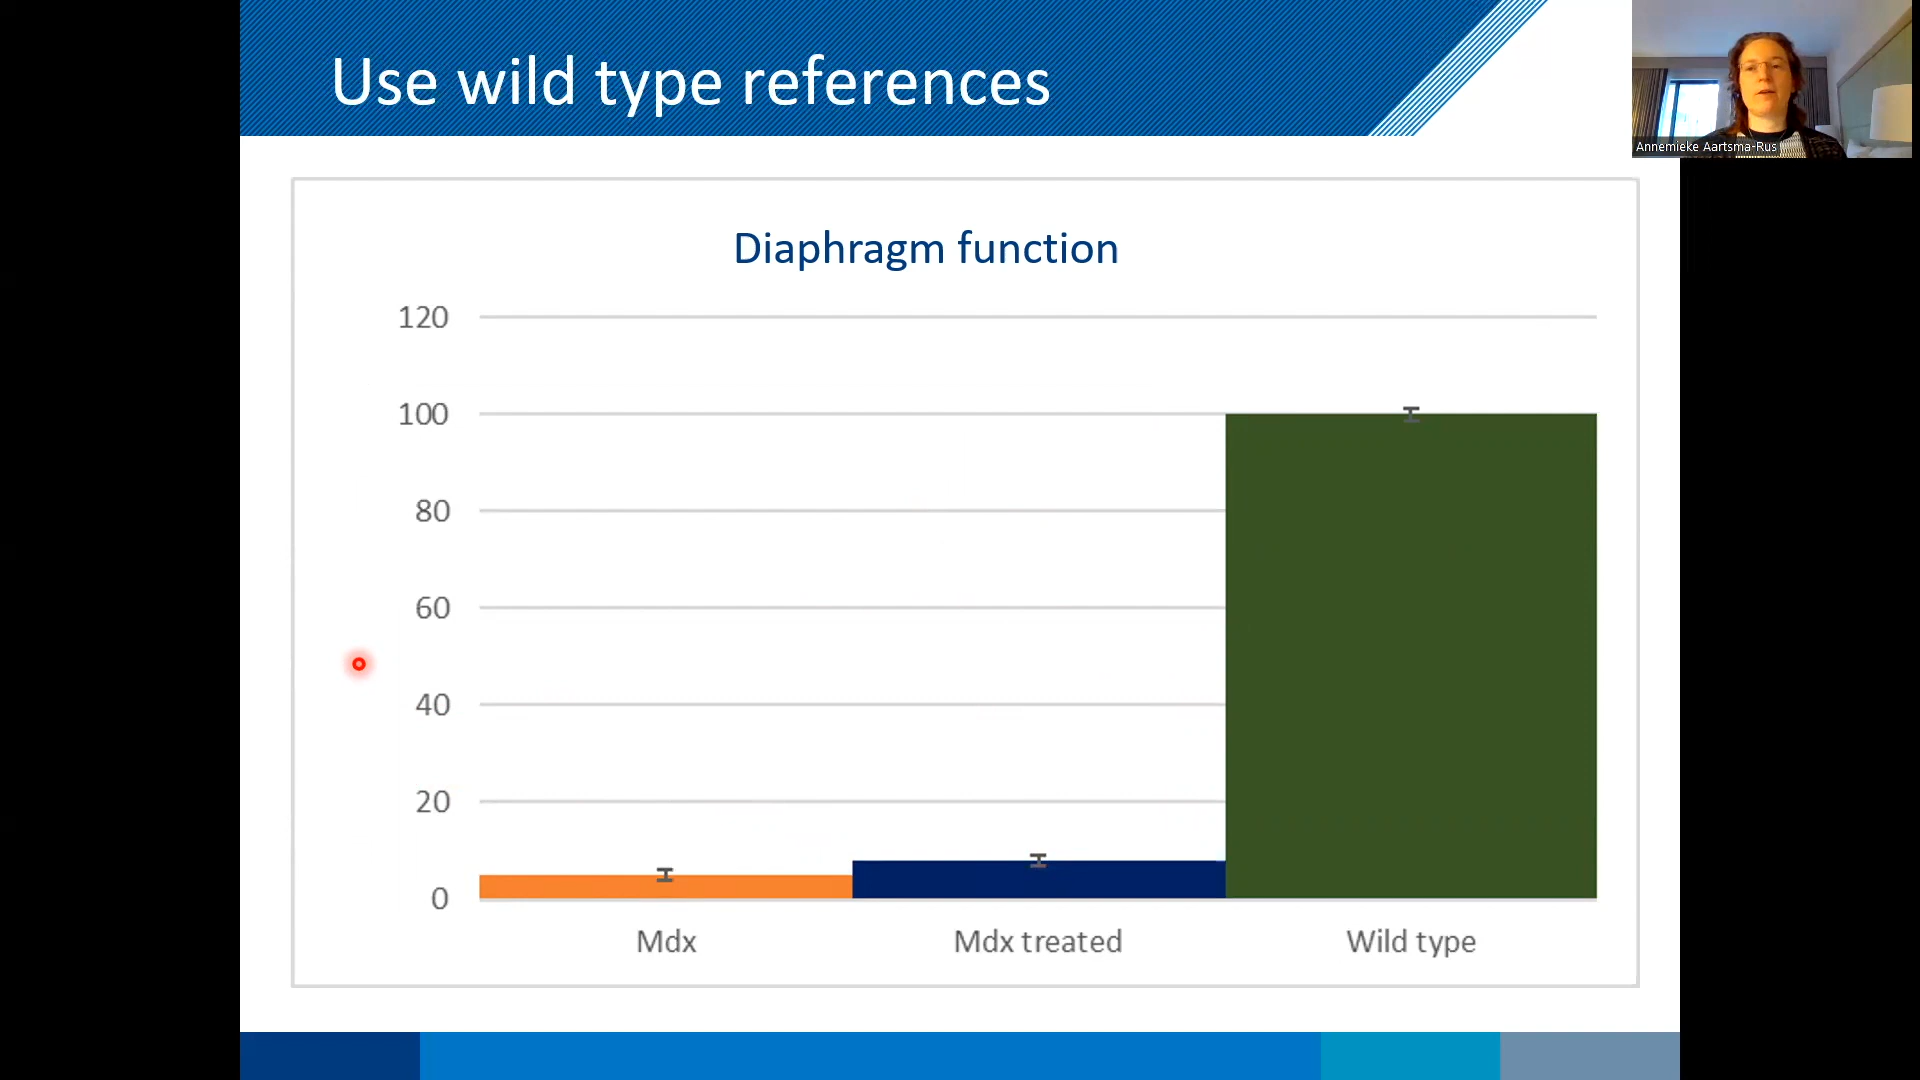 Use wild type references
Annemieke Aartsma-Rus
Diaphragm function
120
100
80
60
40
20
0
Mdx
Mdx treated
Wild type